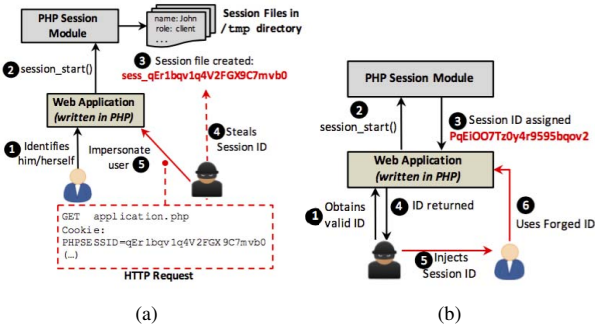 PHP Session
Module
name: John
role: client
...
Session Files in
/tmp directory
3 Session file created:
sess_qEr1bqv1q4V2FGX9C7mvb0
2 session_start()
Web Application
(written in PHP)
1 Identifies
him/herself
Impersonate
user 5
4 Steals
Session ID
GET application.php
Cookie:
PHPSESSID=qEr1bqv1q4V2FGX9C7mvb0
(…)
HTTP Request
(a)
PHP Session Module
2
session_start()
3 Session ID assigned
PqEiOO7Tz0y4r9595bqov2
Web Application
(written in PHP)
1 Obtains
valid ID
4 ID returned
5 Injects
Session ID
6
Uses Forged ID
(b)